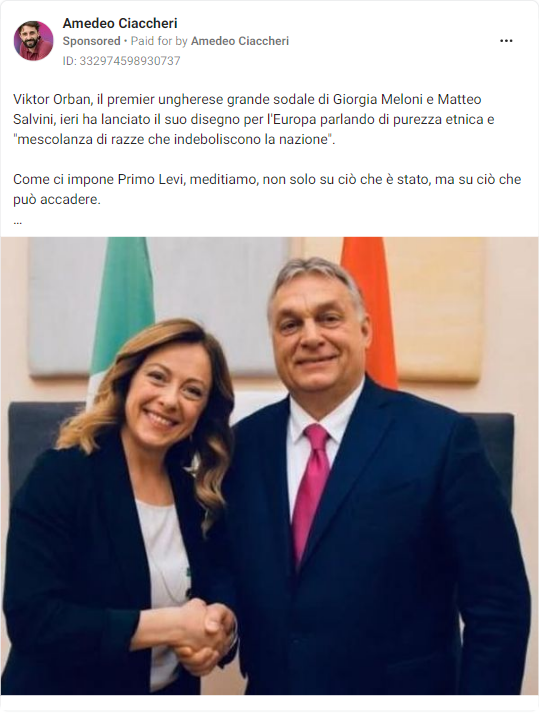 Amedeo Ciaccheri
Sponsored • Paid for by Amedeo Ciaccheri
ID: 332974598930737
Viktor Orban, il premier ungherese grande sodale di Giorgia Meloni e Matteo
Salvini, ieri ha lanciato il suo disegno per l'Europa parlando di purezza etnica e
"mescolanza di razze che indeboliscono la nazione".
Come ci impone Primo Levi, meditiamo, non solo su ciò che è stato, ma su ciò che
può accadere.
...